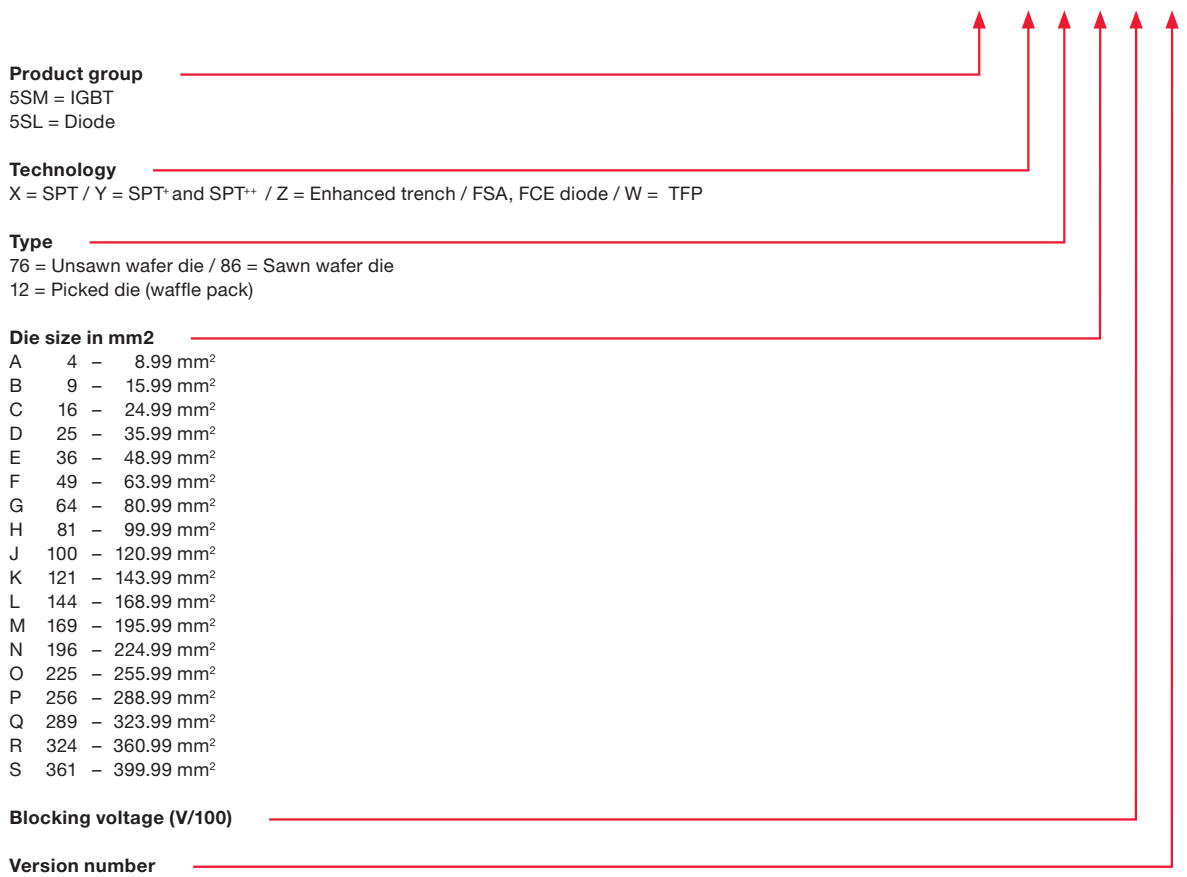 Product group
5SM = IGBT
5SL = Diode
Technology
X = SPT / Y = SPT⁺ and SPT⁺⁺ / Z = Enhanced trench / FSA, FCE diode / W = TFP
Type
76 = Unsawn wafer die / 86 = Sawn wafer die
12 = Picked die (waffle pack)
Die size in mm2
A 4 – 8.99 mm²
B 9 – 15.99 mm²
C 16 – 24.99 mm²
D 25 – 35.99 mm²
E 36 – 48.99 mm²
F 49 – 63.99 mm²
G 64 – 80.99 mm²
H 81 – 99.99 mm²
J 100 – 120.99 mm²
K 121 – 143.99 mm²
L 144 – 168.99 mm²
M 169 – 195.99 mm²
N 196 – 224.99 mm²
O 225 – 255.99 mm²
P 256 – 288.99 mm²
Q 289 – 323.99 mm²
R 324 – 360.99 mm²
S 361 – 399.99 mm²
Blocking voltage (V/100)
Version number